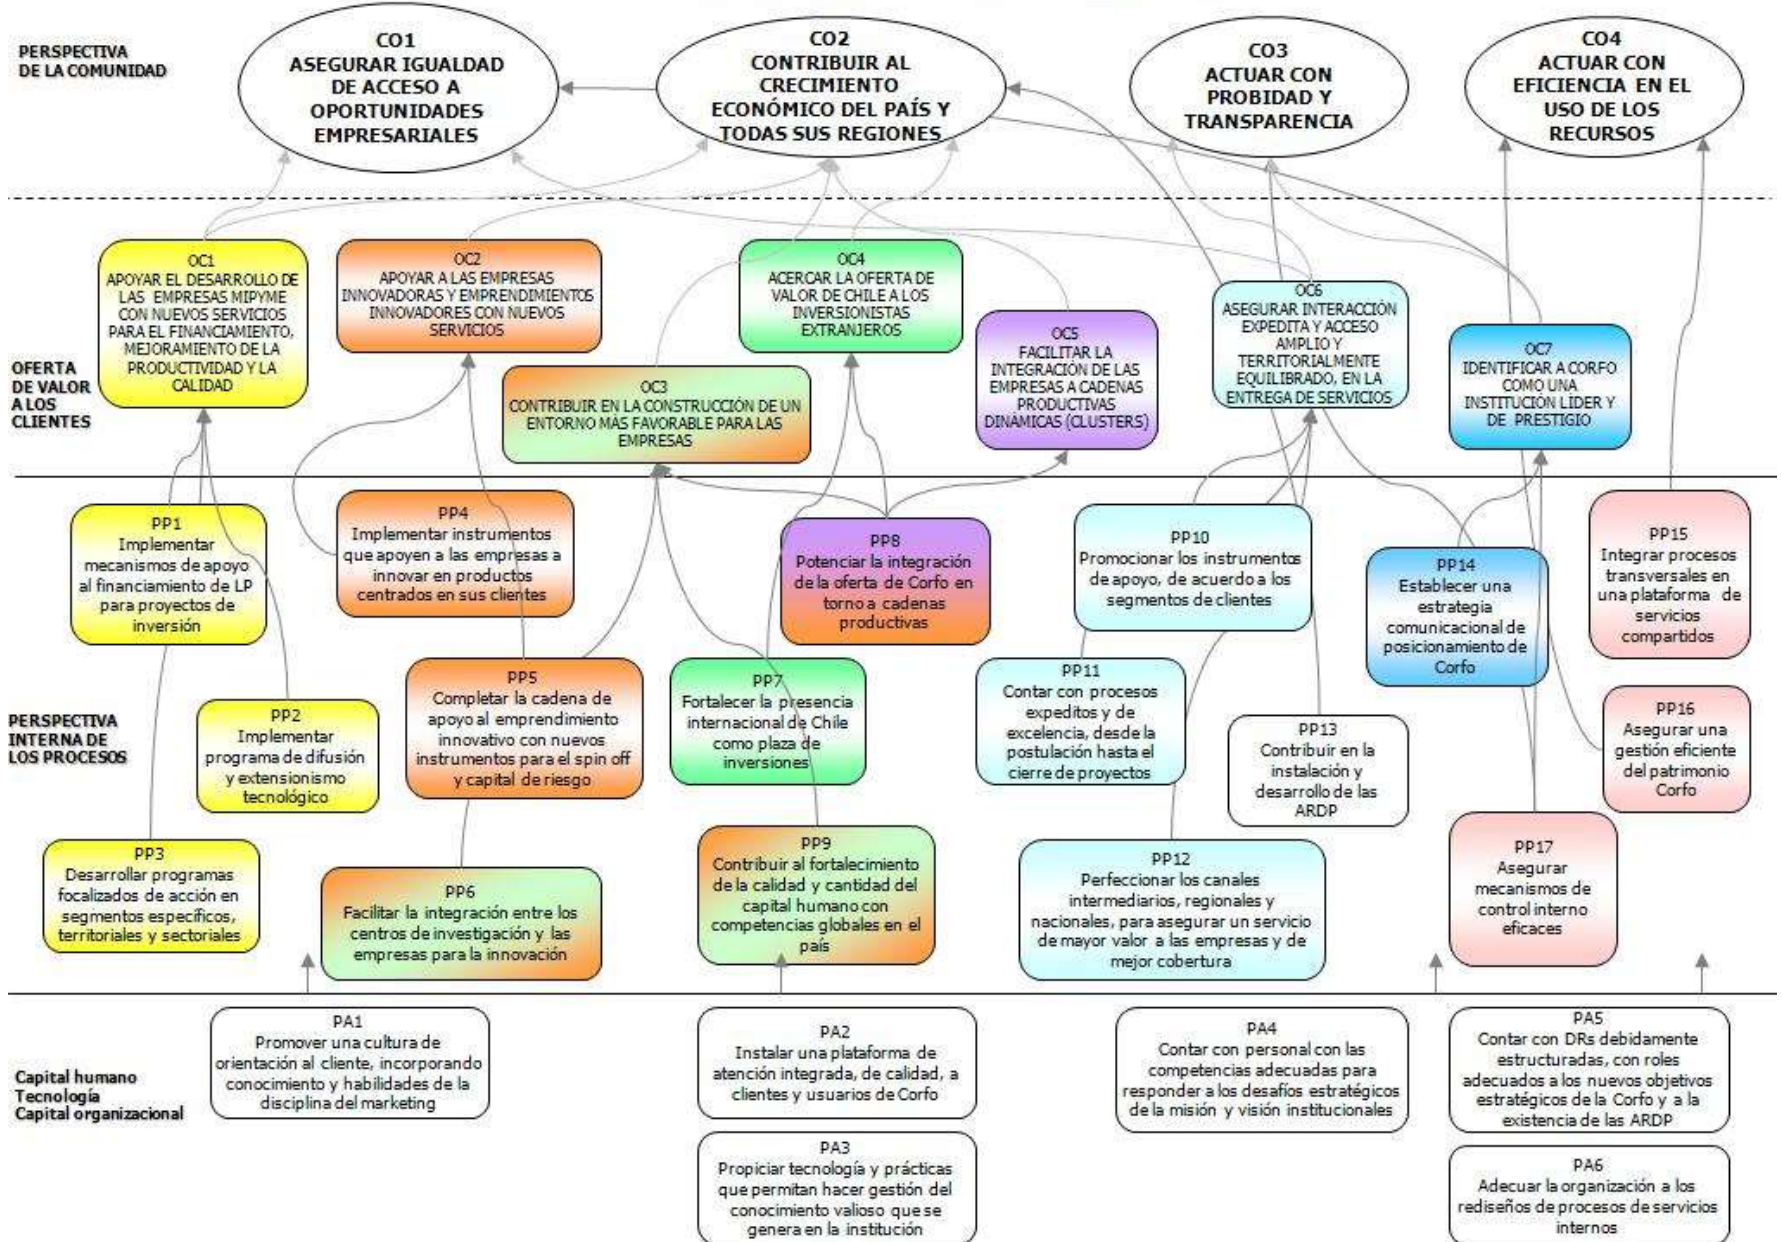 PERSPECTIVA
DE LA COMUNIDAD
CO1
ASEGURAR IGUALDAD
DE ACCESO A
OPORTUNIDADES
EMPRESARIALES
CO2
CONTRIBUIR AL
CRECIMIENTO
ECONÓMICO DEL PAÍS Y
TODAS SUS REGIONES
CO3
ACTUAR CON
PROBIDAD Y
TRANSPARENCIA
CO4
ACTUAR CON
EFICIENCIA EN EL
USO DE LOS
RECURSOS
OFERTA
DE VALOR
A LOS
CLIENTES
OC1
APOYAR EL DESARROLLO DE
LAS EMPRESAS MIPYME
CON NUEVOS SERVICIOS
PARA EL FINANCIAMIENTO,
MEJORAMIENTO DE LA
PRODUCTIVIDAD Y LA
CALIDAD
OC2
APOYAR A LAS EMPRESAS
INNOVADORAS Y EMPRENDIMIENTOS
INNOVADORES CON NUEVOS
SERVICIOS
OC3
CONTRIBUIR EN LA CONSTRUCCIÓN DE UN
ENTORNO MÁS FAVORABLE PARA LAS
EMPRESAS
OC4
ACERCAR LA OFERTA DE
VALOR DE CHILE A LOS
INVERSIONISTAS
EXTRANJEROS
OC5
FACILITAR LA
INTEGRACIÓN DE LAS
EMPRESAS A CADENAS
PRODUCTIVAS
DINÁMICAS (CLUSTERS)
OC6
ASEGURAR INTERACCIÓN
EXPEDITA Y ACCESO
AMPLIO Y
TERRITORIALMENTE
EQUILIBRADO, EN LA
ENTREGA DE SERVICIOS
OC7
IDENTIFICAR A CORFO
COMO UNA
INSTITUCIÓN LÍDER Y
DE PRESTIGIO
PERSPECTIVA
INTERNA DE
LOS PROCESOS
PP1
Implementar
mecanismos de apoyo
al financiamiento de LP
para proyectos de
inversión
PP2
Implementar
programa de difusión
y extensionismo
tecnológico
PP3
Desarrollar programas
focalizados de acción en
segmentos específicos,
territoriales y sectoriales
PP4
Implementar instrumentos
que apoyen a las empresas a
innovar en productos
centrados en sus clientes
PP5
Completar la cadena de
apoyo al emprendimiento
innovativo con nuevos
instrumentos para el spin off
y capital de riesgo
PP6
Facilitar la integración entre los
centros de investigación y las
empresas para la innovación
PP7
Fortalecer la presencia
internacional de Chile
como plaza de
inversiones
PP8
Potenciar la integración
de la oferta de Corfo en
torno a cadenas
productivas
PP9
Contribuir al fortalecimiento
de la calidad y cantidad del
capital humano con
competencias globales en el
país
PP10
Promocionar los instrumentos
de apoyo, de acuerdo a los
segmentos de clientes
PP11
Contar con procesos
expeditos y de
excelencia, desde la
postulación hasta el
cierre de proyectos
PP12
Perfeccionar los canales
intermediarios, regionales y
nacionales, para asegurar un servicio
de mayor valor a las empresas y de
mejor cobertura
PP13
Contribuir en la
instalación y
desarrollo de las
ARDP
PP14
Establecer una
estrategia
comunicacional de
posicionamiento de
Corfo
PP15
Integrar procesos
transversales en
una plataforma de
servicios
compartidos
PP16
Asegurar una
gestión eficiente
del patrimonio
Corfo
PP17
Asegurar
mecanismos de
control interno
eficaces
Capital humano
Tecnología
Capital organizacional
PA1
Promover una cultura de
orientación al cliente, incorporando
conocimiento y habilidades de la
disciplina del marketing
PA2
Instalar una plataforma de
atención integrada, de calidad, a
clientes y usuarios de Corfo
PA3
Propiciar tecnología y prácticas
que permitan hacer gestión del
conocimiento valioso que se
genera en la institución
PA4
Contar con personal con las
competencias adecuadas para
responder a los desafíos estratégicos
de la misión y visión institucionales
PA5
Contar con DRs debidamente
estructuradas, con roles
adecuados a los nuevos objetivos
estratégicos de la Corfo y a la
existencia de las ARDP
PA6
Adecuar la organización a los
rediseños de procesos de servicios
internos